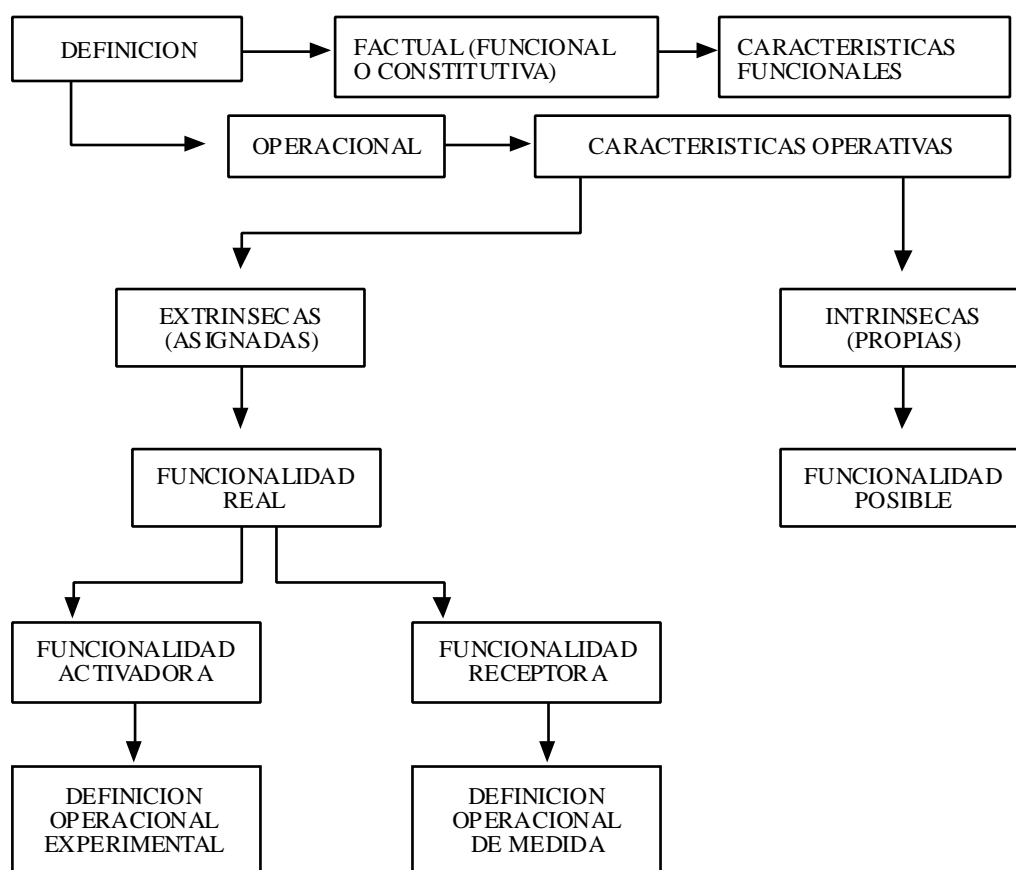 DEFINICION
FACTUAL (FUNCIONAL
O CONSTITUTIVA)
CARACTERISTICAS
FUNCIONALES
OPERACIONAL
CARACTERISTICAS OPERATIVAS
EXTRINSECAS
(ASIGNADAS)
INTRINSECAS
(PROPIAS)
FUNCIONALIDAD
REAL
FUNCIONALIDAD
POSIBLE
FUNCIONALIDAD
ACTIVADORA
FUNCIONALIDAD
RECEPTORA
DEFINICION
OPERACIONAL
EXPERIMENTAL
DEFINICION
OPERACIONAL
DE MEDIDA